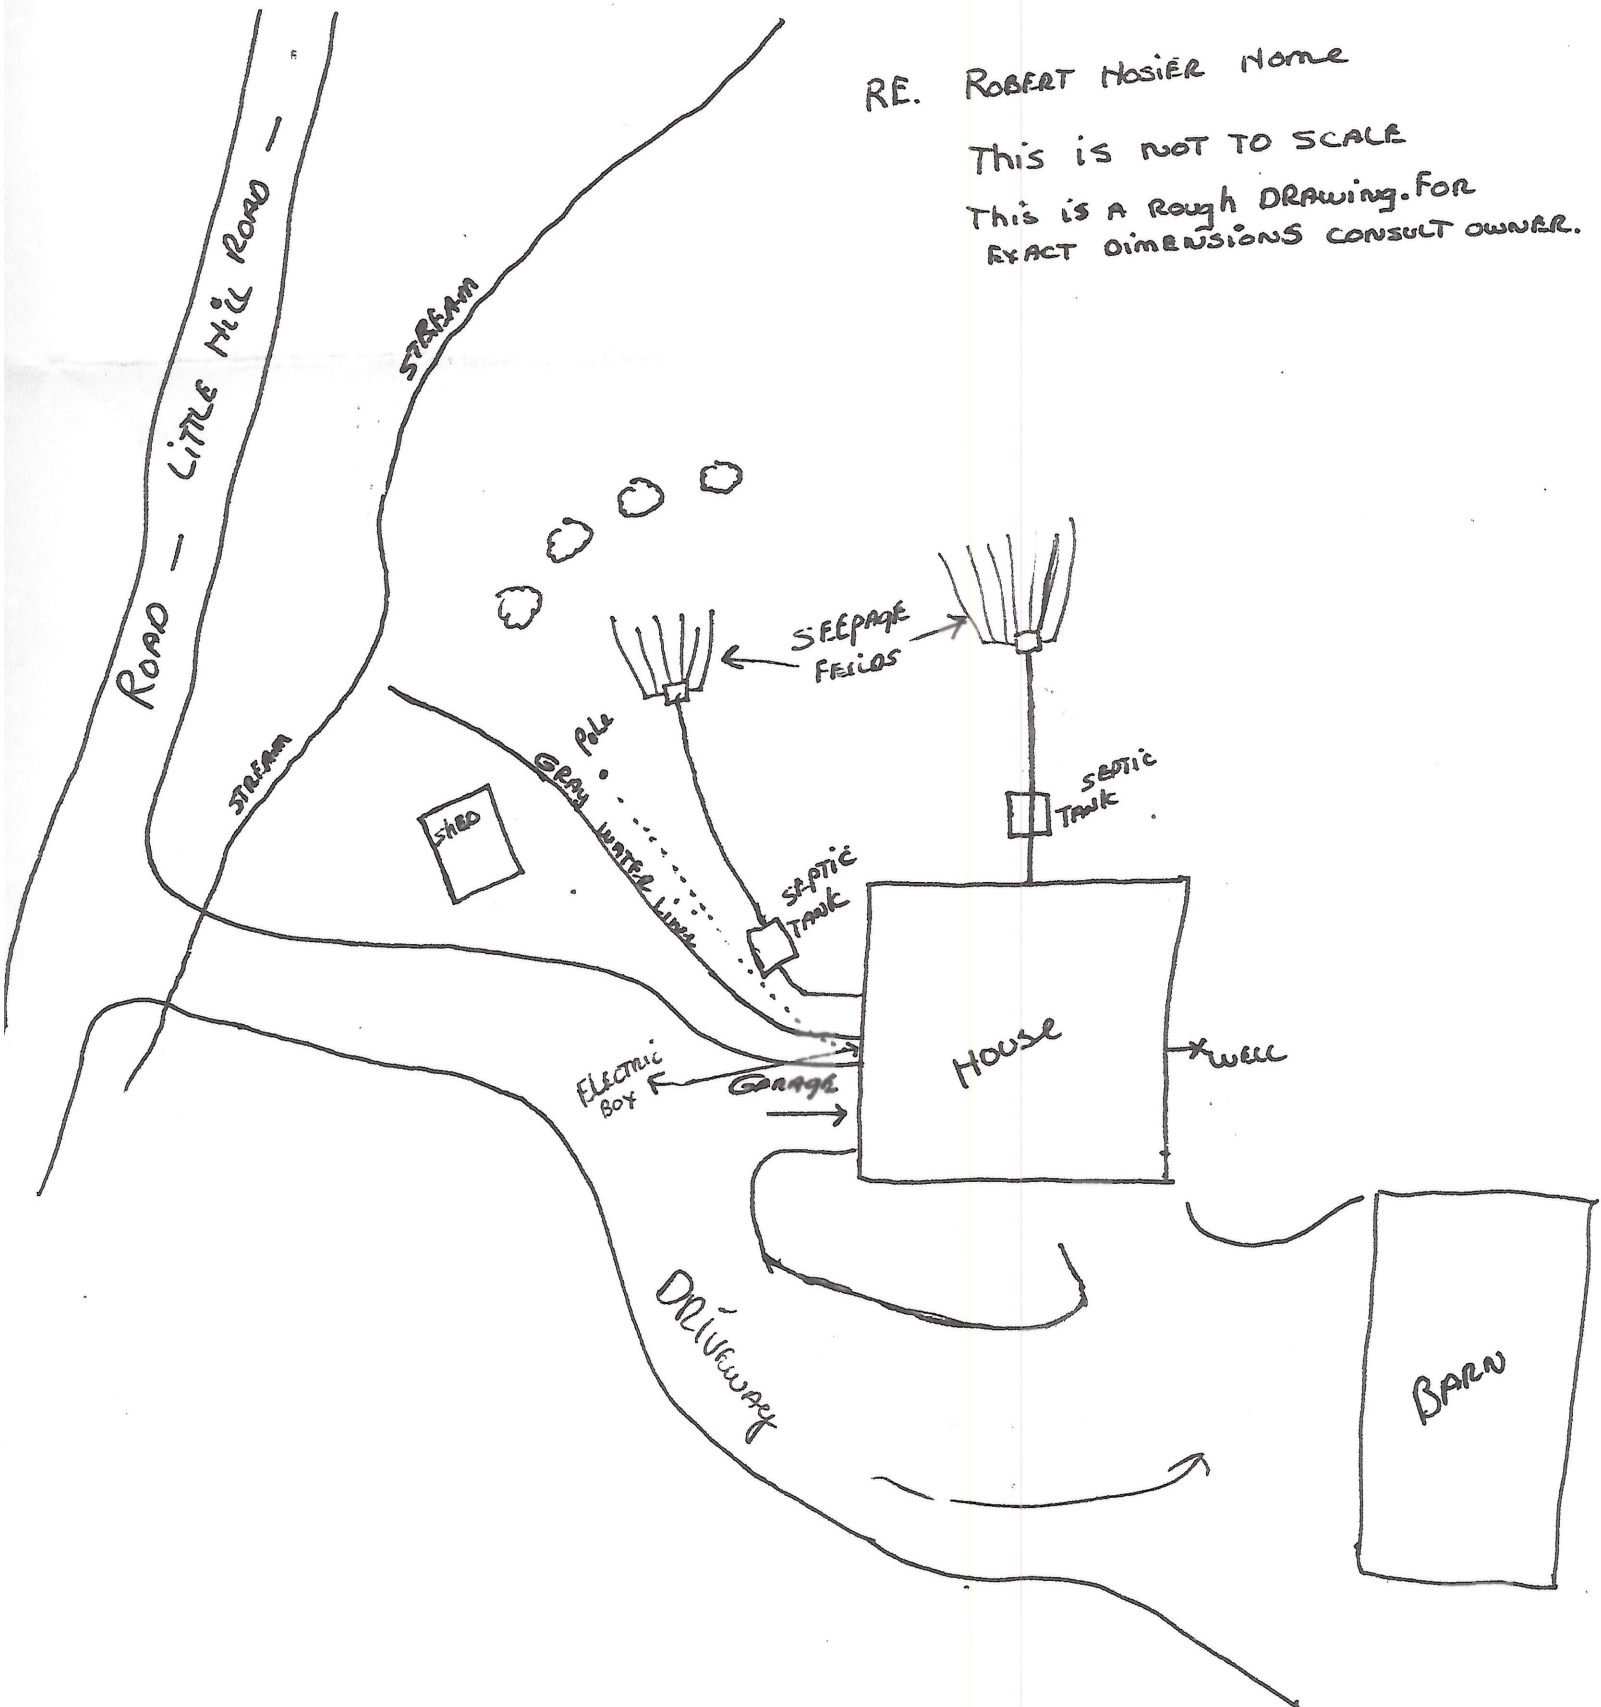 RE. ROBERT HOSiER Home
This is NOT TO SCALE
This is A Rough DRAwing. FOR
EXACT DimENSiONS CONSULT OWNER.
ROAD — LiTTLE HiLL ROAD —
STREAM
STREAM
SEEPAGE
FEiLDS
Pole
GRAY WATER Lines
ShED
SEPTiC
TANK
SEPTiC
TANK
HOUSE
WELL
ELECTRiC
BOX
GARAGE
DRiVEWAY
BARN